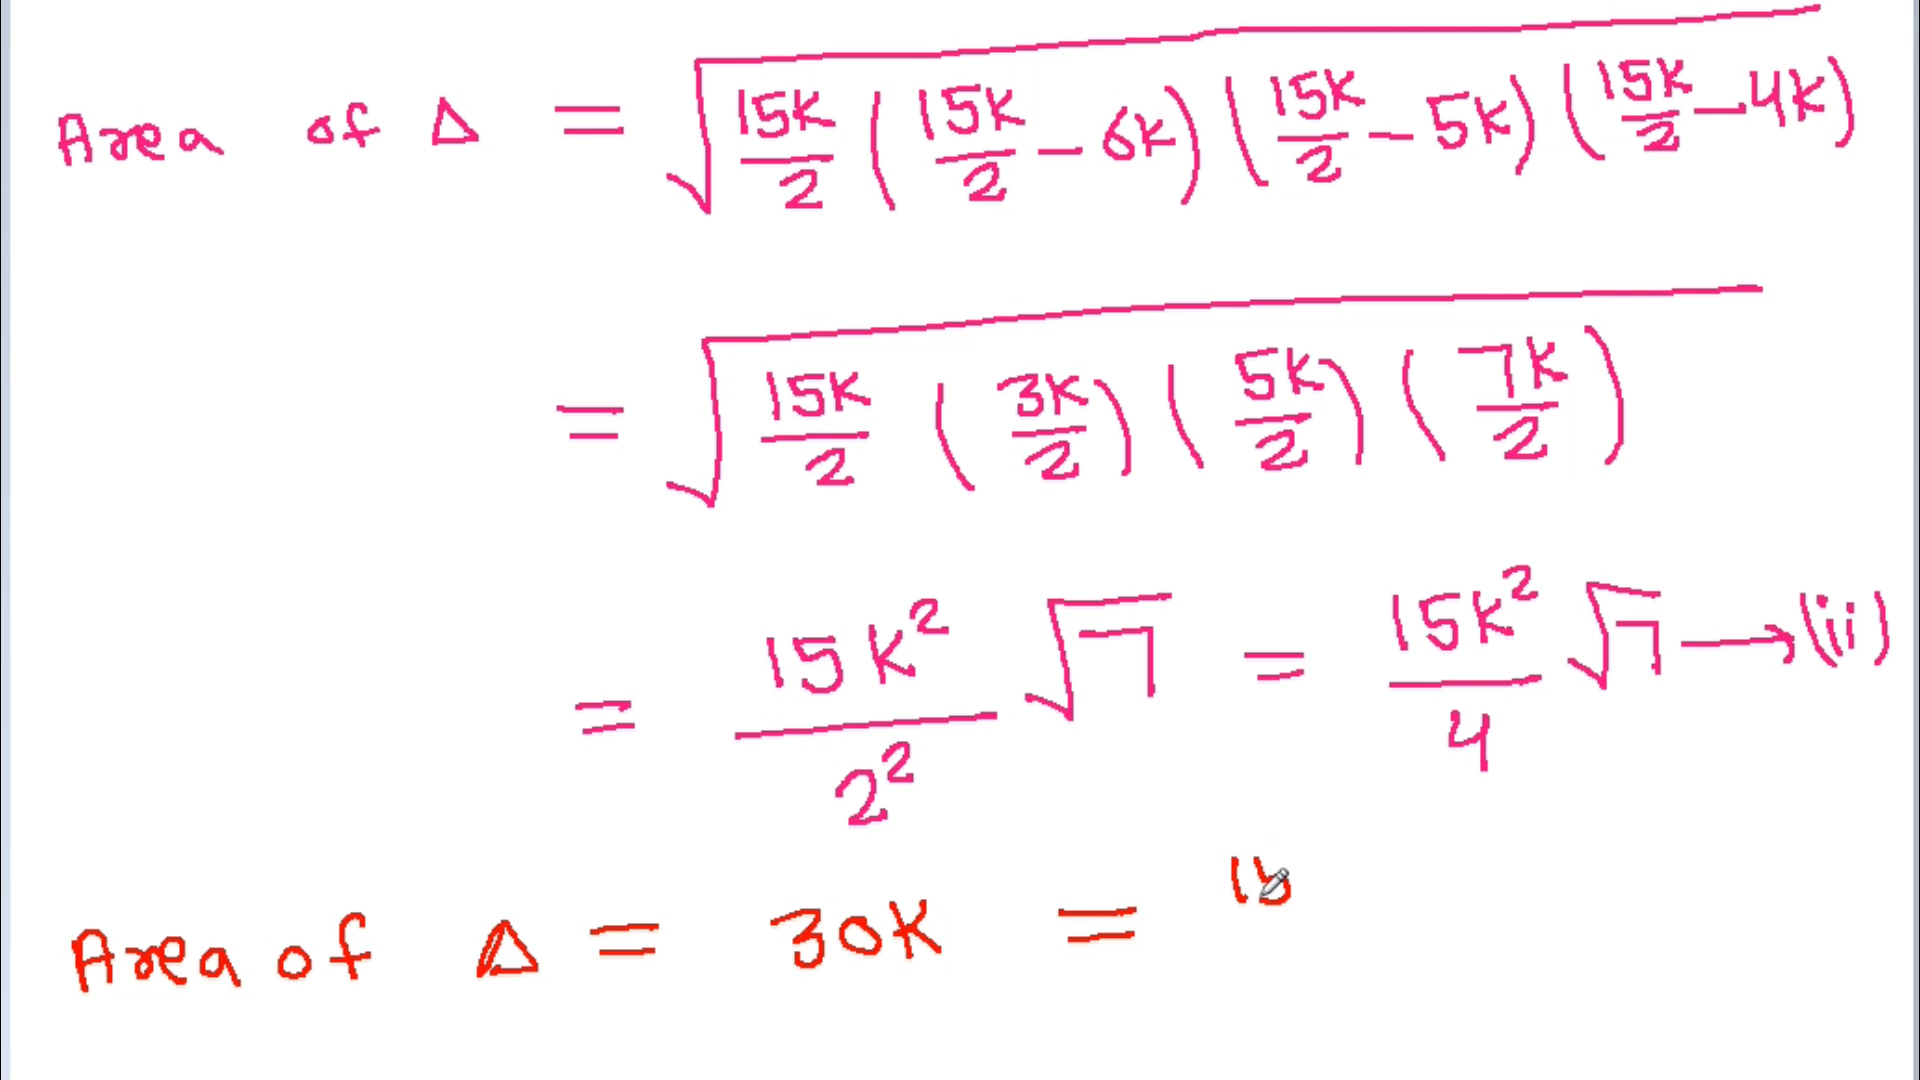 Area of Δ = √(15K/2 (15K/2 − 6K) (15K/2 − 5K) (15K/2 − 4K))
= √(15K/2 (3K/2) (5K/2) (7K/2))
= 15K²/2² √7 = 15K²/4 √7 → (ii)
Area of Δ = 30K = 15